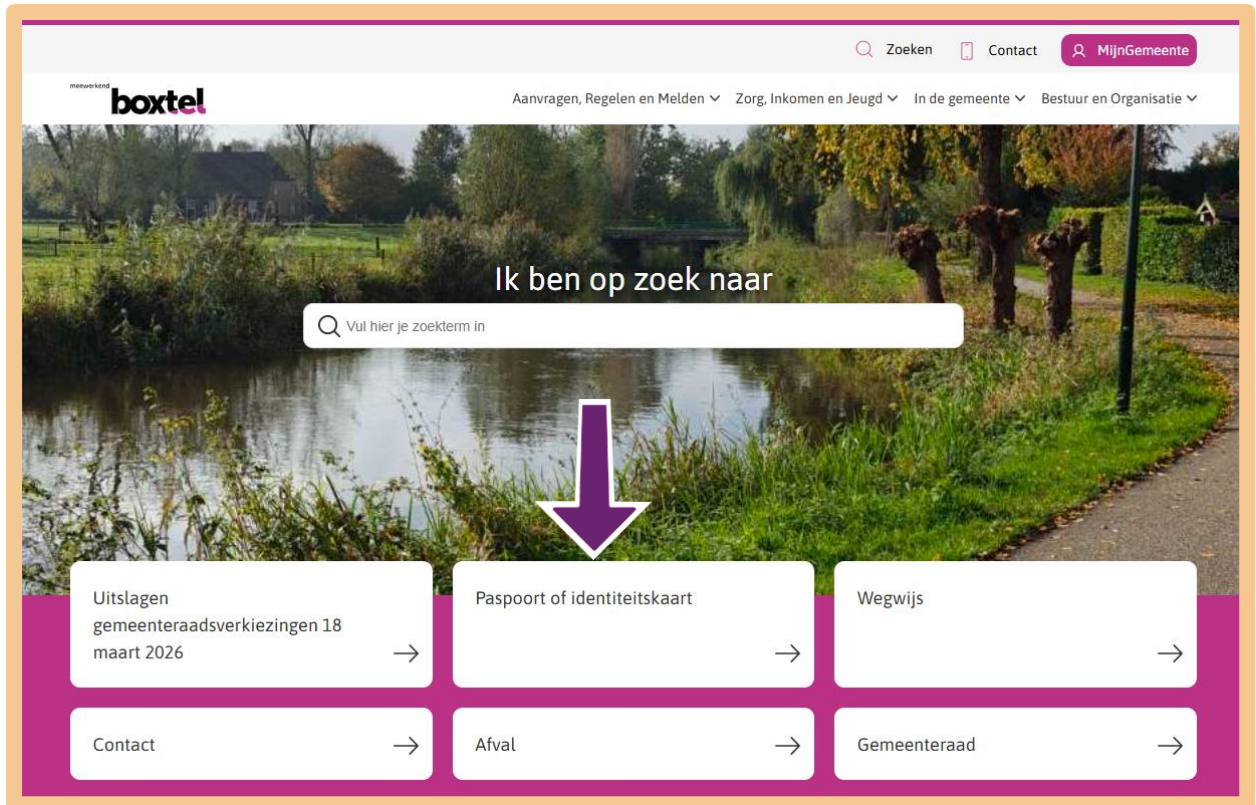 Zoeken Contact MijnGemeente
meewerkend
boxtel
Aanvragen, Regelen en Melden Zorg, Inkomen en Jeugd In de gemeente Bestuur en Organisatie
Ik ben op zoek naar
Vul hier je zoekterm in
Uitslagen
gemeenteraadsverkiezingen 18
maart 2026
Paspoort of identiteitskaart
Wegwijs
Contact
Afval
Gemeenteraad